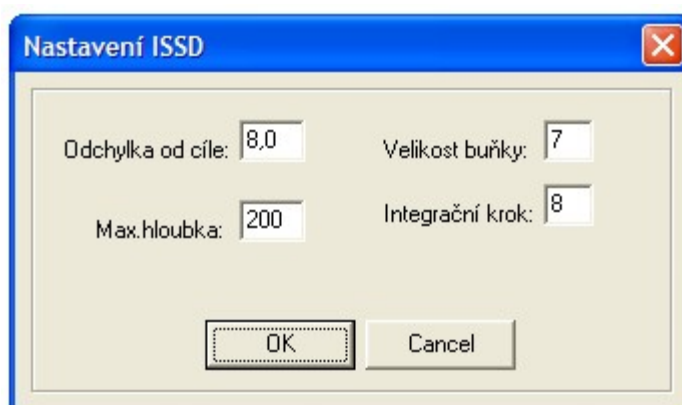 Nastavení ISSD
Odchylka od cíle: 8,0
Velikost buňky: 7
Max.hloubka: 200
Integrační krok: 8
OK
Cancel